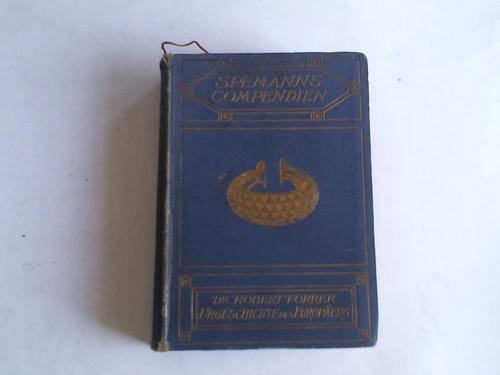 SPEMANNS
COMPENDIEN
DR. ROBERT FORRER
URGESCHICHTE DES EUROPÄERS